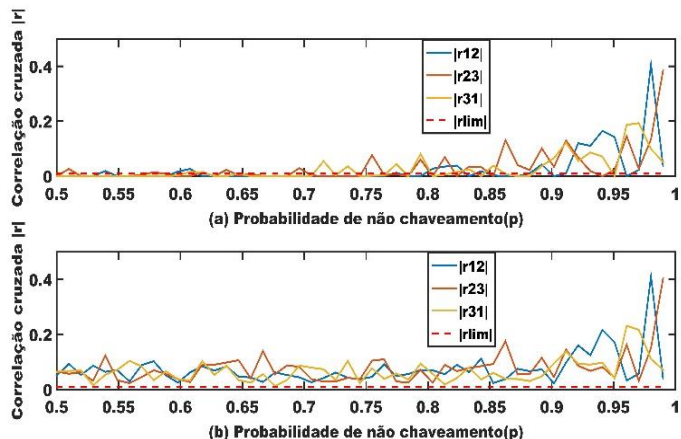 Correlação cruzada |r|
0.4
0.2
0
|r12|
|r23|
|r31|
|rlim|
0.5 0.55 0.6 0.65 0.7 0.75 0.8 0.85 0.9 0.95 1
(a) Probabilidade de não chaveamento(p)
Correlação cruzada |r|
0.4
0.2
0
|r12|
|r23|
|r31|
|rlim|
0.5 0.55 0.6 0.65 0.7 0.75 0.8 0.85 0.9 0.95 1
(b) Probabilidade de não chaveamento(p)